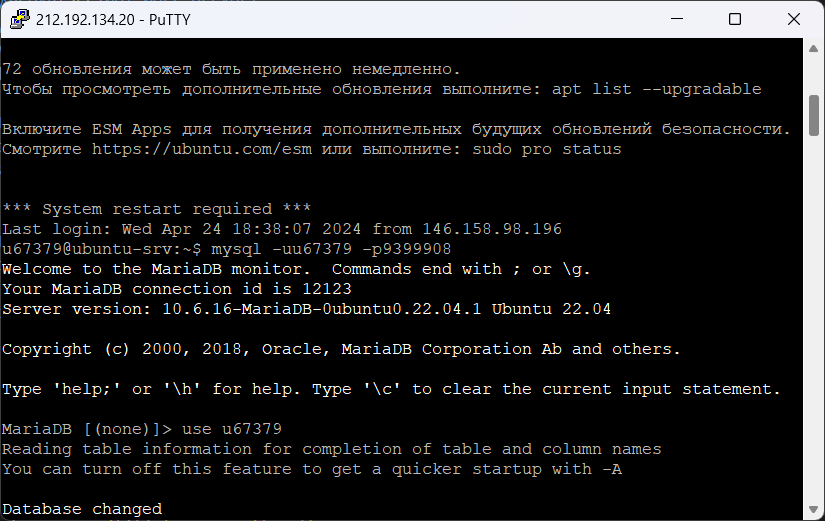 212.192.134.20 - PuTTY
72 обновления может быть применено немедленно.
Чтобы просмотреть дополнительные обновления выполните: apt list --upgradable
Включите ESM Apps для получения дополнительных будущих обновлений безопасности.
Смотрите https://ubuntu.com/esm или выполните: sudo pro status
*** System restart required ***
Last login: Wed Apr 24 18:38:07 2024 from 146.158.98.196
u67379@ubuntu-srv:~$ mysql -uu67379 -p9399908
Welcome to the MariaDB monitor.  Commands end with ; or \g.
Your MariaDB connection id is 12123
Server version: 10.6.16-MariaDB-0ubuntu0.22.04.1 Ubuntu 22.04
Copyright (c) 2000, 2018, Oracle, MariaDB Corporation Ab and others.
Type 'help;' or '\h' for help. Type '\c' to clear the current input statement.
MariaDB [(none)]> use u67379
Reading table information for completion of table and column names
You can turn off this feature to get a quicker startup with -A
Database changed